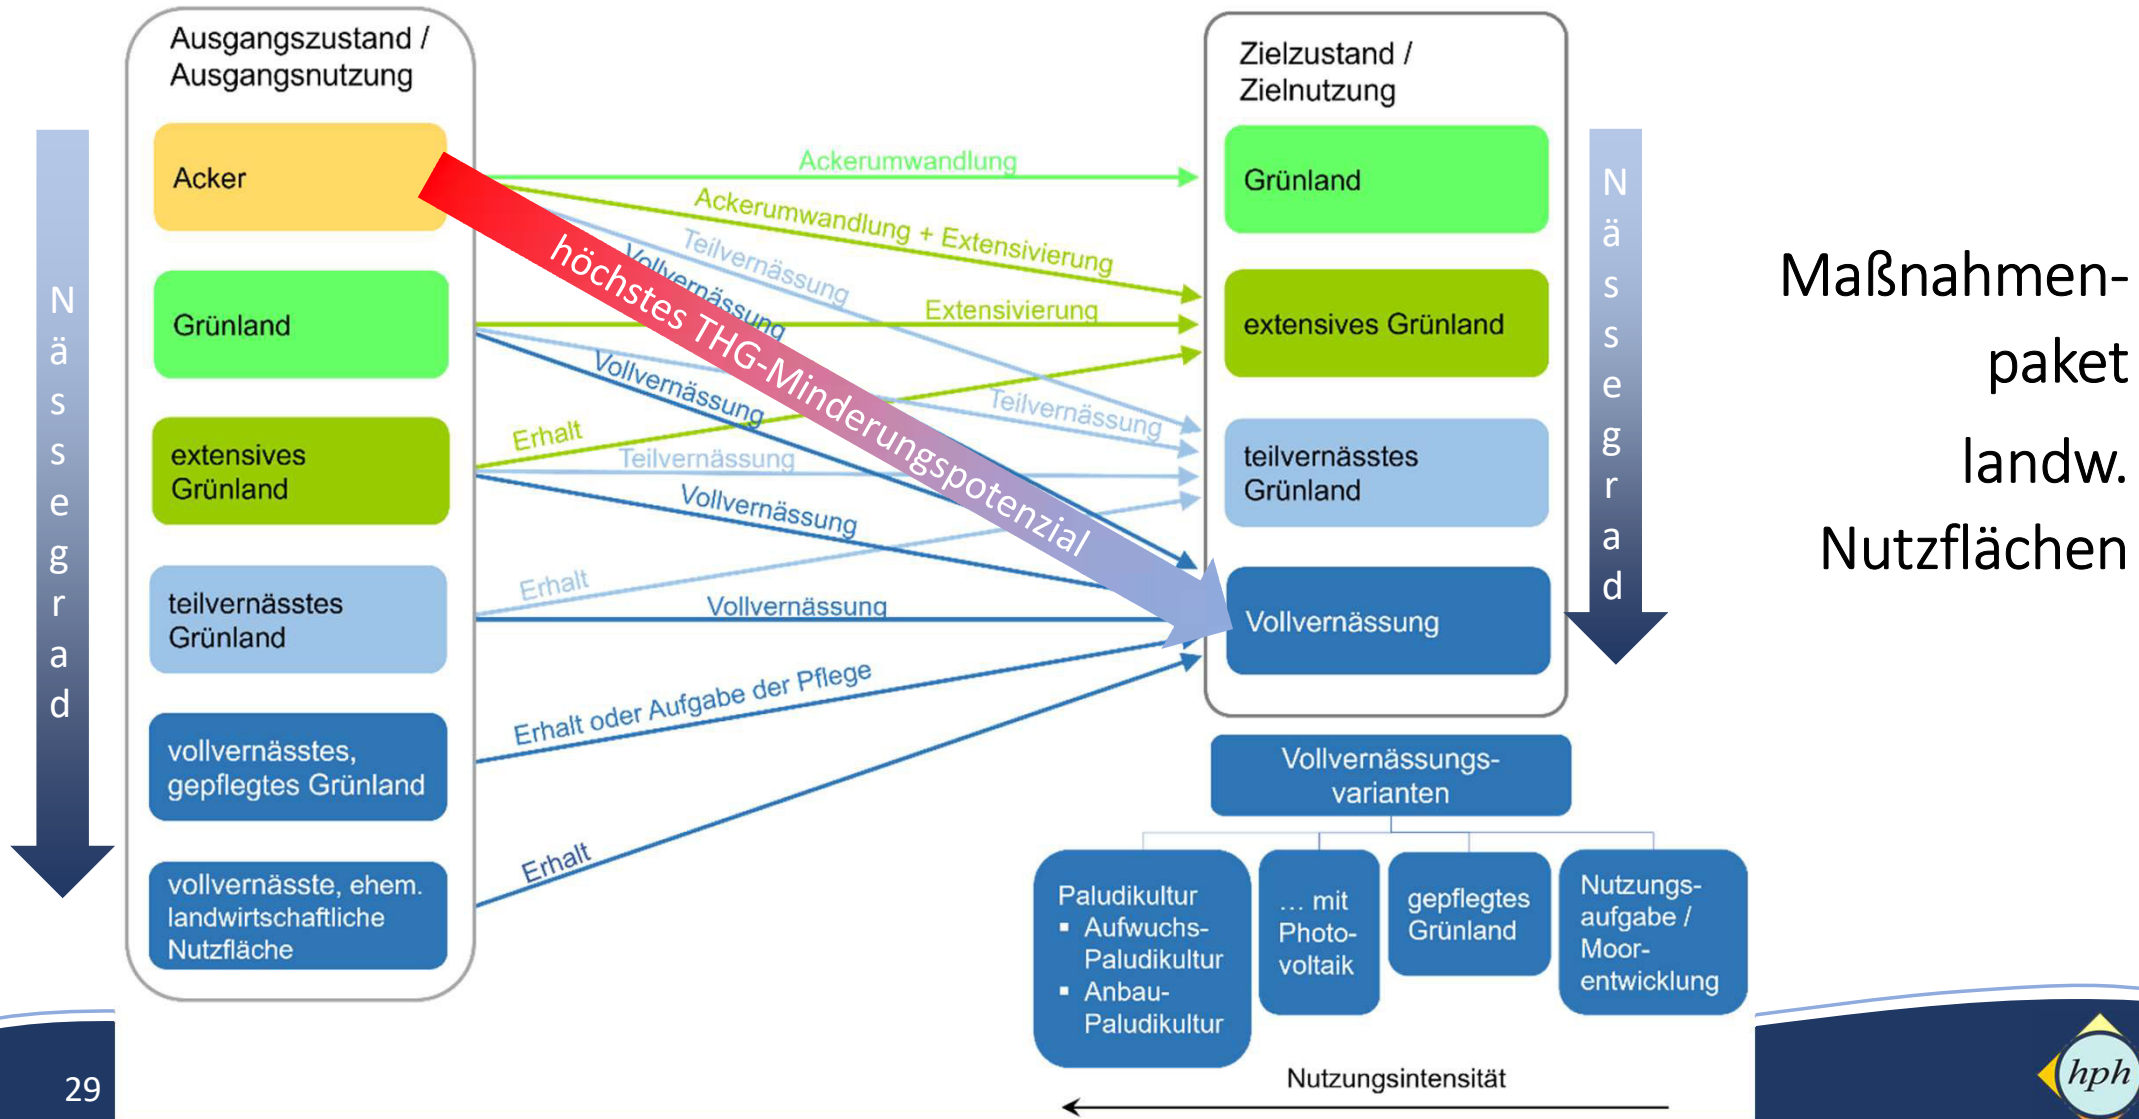 Ausgangszustand /
Ausgangsnutzung
Nässegrad
Acker
Grünland
extensives
Grünland
teilvernässtes
Grünland
vollvernässtes,
gepflegtes Grünland
vollvernässte, ehem.
landwirtschaftliche
Nutzfläche
Ackerumwandlung
Ackerumwandlung + Extensivierung
Teilvernässung
Vollvernässung
höchstes THG-Minderungspotenzial
Extensivierung
Vollvernässung
Teilvernässung
Erhalt
Teilvernässung
Vollvernässung
Erhalt
Vollvernässung
Erhalt oder Aufgabe der Pflege
Erhalt
Zielzustand /
Zielnutzung
Grünland
extensives Grünland
teilvernässtes
Grünland
Vollvernässung
Nässegrad
Maßnahmen-
paket
landw.
Nutzflächen
Vollvernässungs-
varianten
Paludikultur
▪ Aufwuchs-
Paludikultur
▪ Anbau-
Paludikultur
… mit
Photo-
voltaik
gepflegtes
Grünland
Nutzungs-
aufgabe /
Moor-
entwicklung
Nutzungsintensität
29
hph